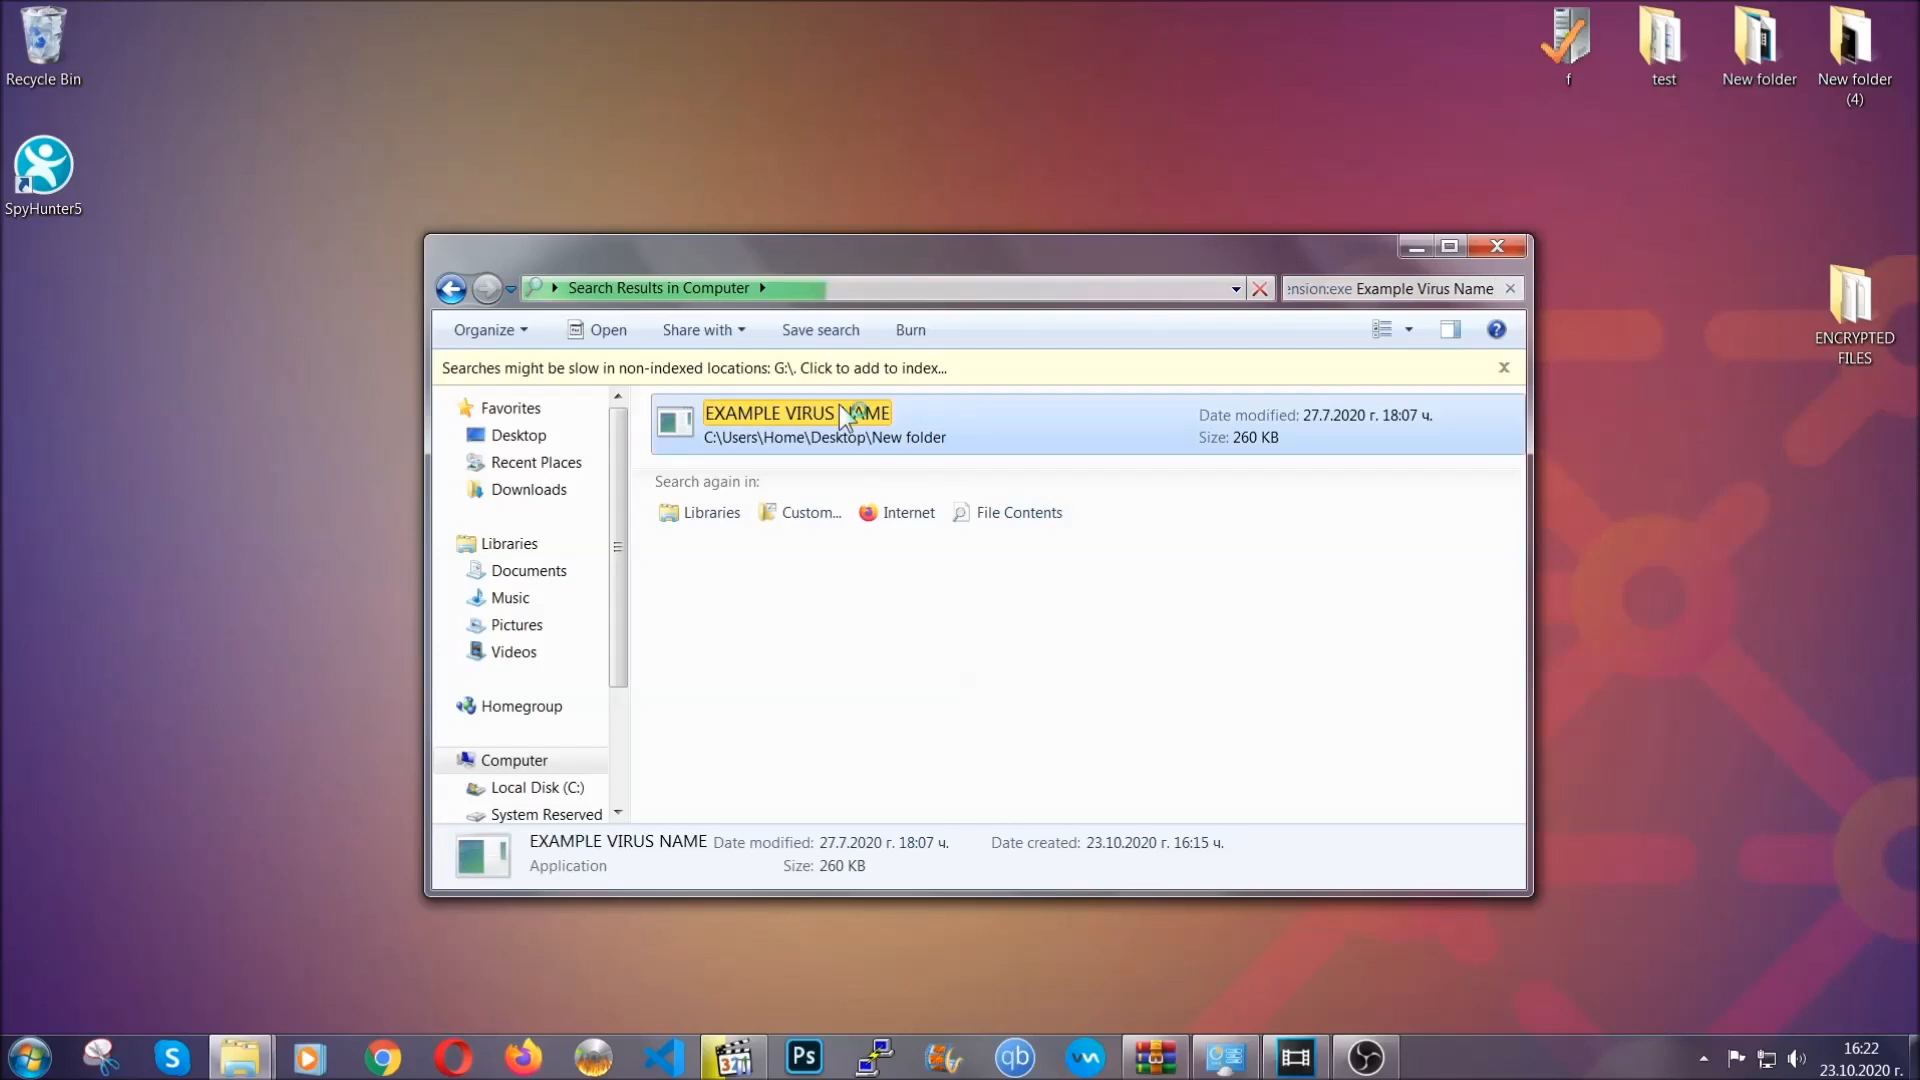 Recycle Bin
SpyHunter5
f
test
New folder
New folder
(4)
ENCRYPTED
FILES
Search Results in Computer
ension:exe Example Virus Name
Organize
Open
Share with
Save search
Burn
Searches might be slow in non-indexed locations: G:\. Click to add to index...
Favorites
Desktop
Recent Places
Downloads
Libraries
Documents
Music
Pictures
Videos
Homegroup
Computer
Local Disk (C:)
System Reserved
EXAMPLE VIRUS NAME
C:\Users\Home\Desktop\New folder
Date modified: 27.7.2020 г. 18:07 ч.
Size: 260 KB
Search again in:
Libraries
Custom...
Internet
File Contents
EXAMPLE VIRUS NAME Date modified: 27.7.2020 г. 18:07 ч. Date created: 23.10.2020 г. 16:15 ч.
Application Size: 260 KB
S
321
Ps
qb
16:22
23.10.2020 г.